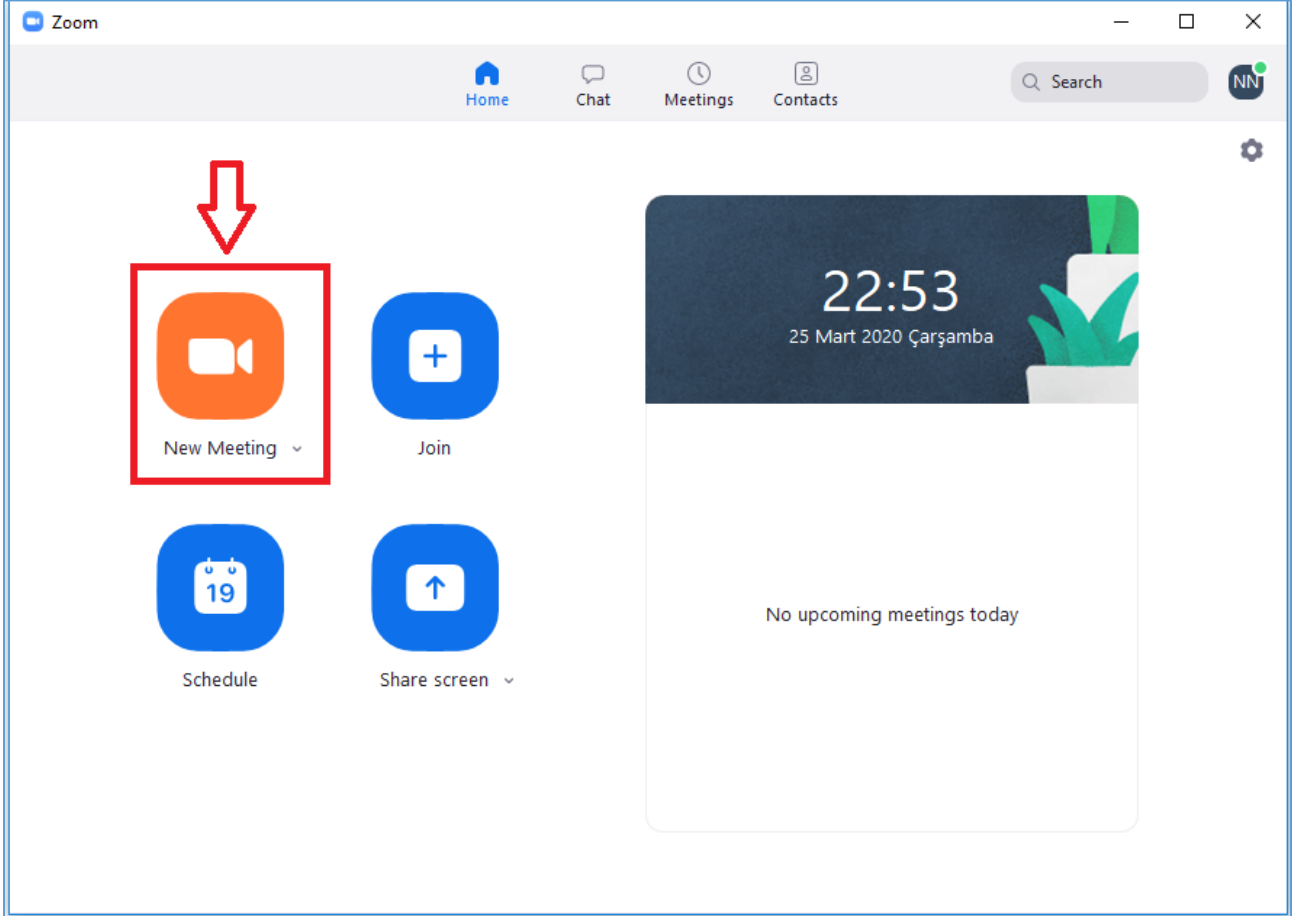 Zoom
Home
Chat
Meetings
Contacts
Search
NN
22:53
25 Mart 2020 Çarşamba
New Meeting
Join
19
Schedule
Share screen
No upcoming meetings today